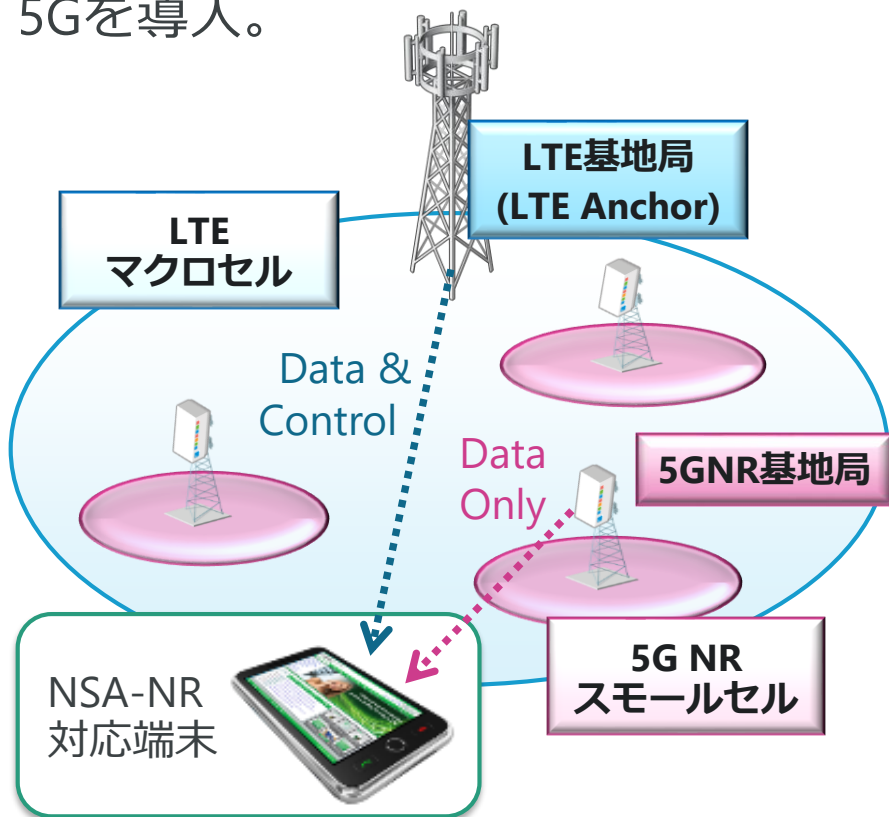 5Gを導入。
LTE基地局
(LTE Anchor)
LTE
マクロセル
Data &
Control
Data
Only
5GNR基地局
5G NR
スモールセル
NSA-NR
対応端末